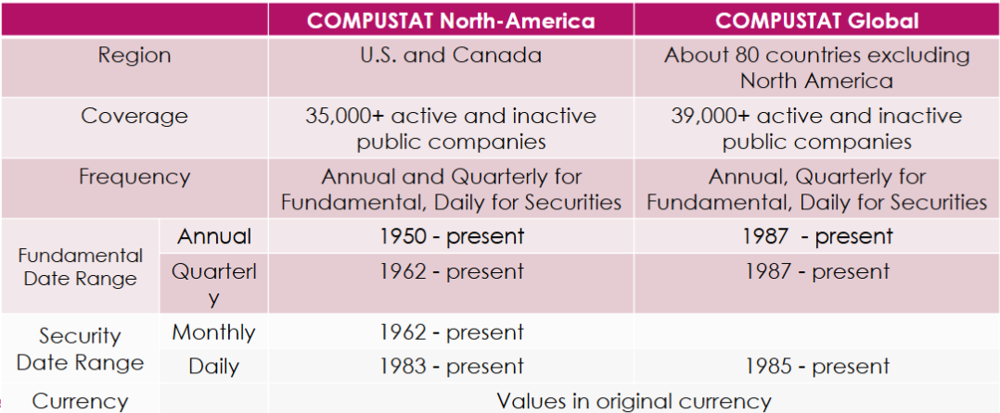 COMPUSTAT North-America COMPUSTAT Global
Region U.S. and Canada About 80 countries excluding
North America
Coverage 35,000+ active and inactive 39,000+ active and inactive
public companies public companies
Frequency Annual and Quarterly for Annual, Quarterly for
Fundamental, Daily for Securities Fundamental, Daily for Securities
Fundamental
Date Range
Annual 1950 - present 1987 - present
Quarterl
y
1962 - present 1987 - present
Security
Date Range
Monthly 1962 - present
Daily 1983 - present 1985 - present
Currency Values in original currency